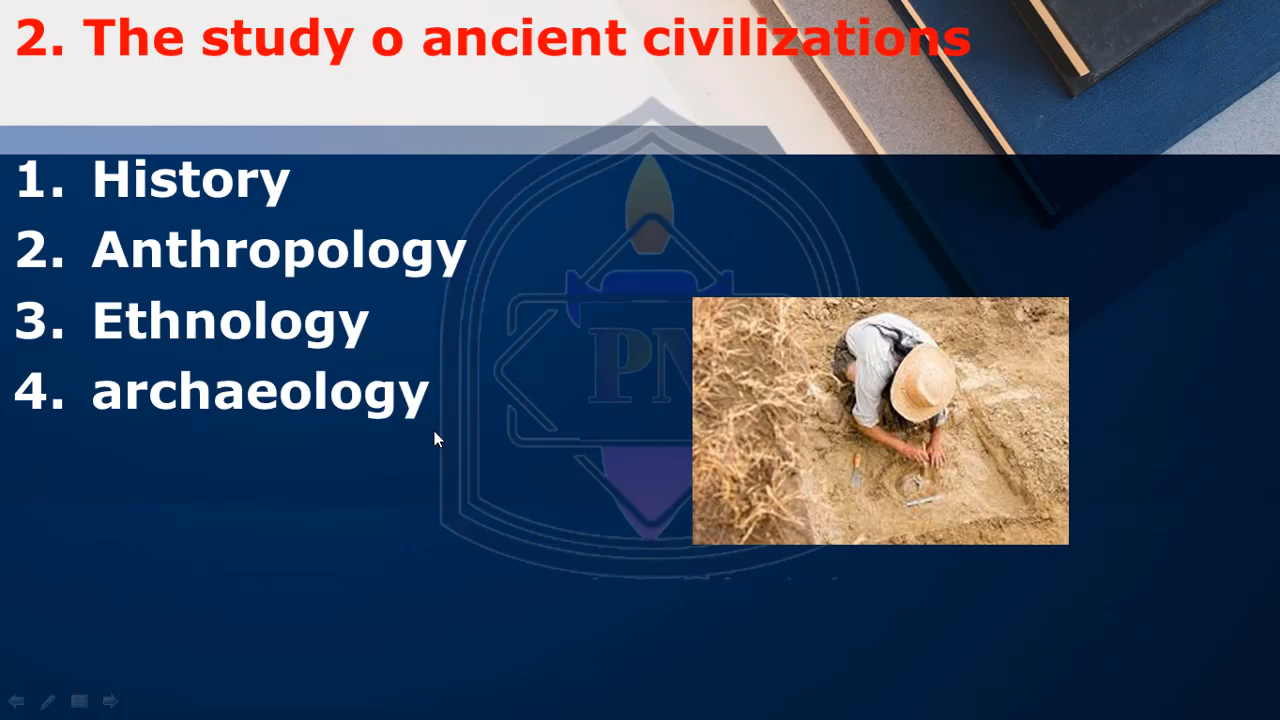 2. The study o ancient civilizations
1. History
2. Anthropology
3. Ethnology
4. archaeology